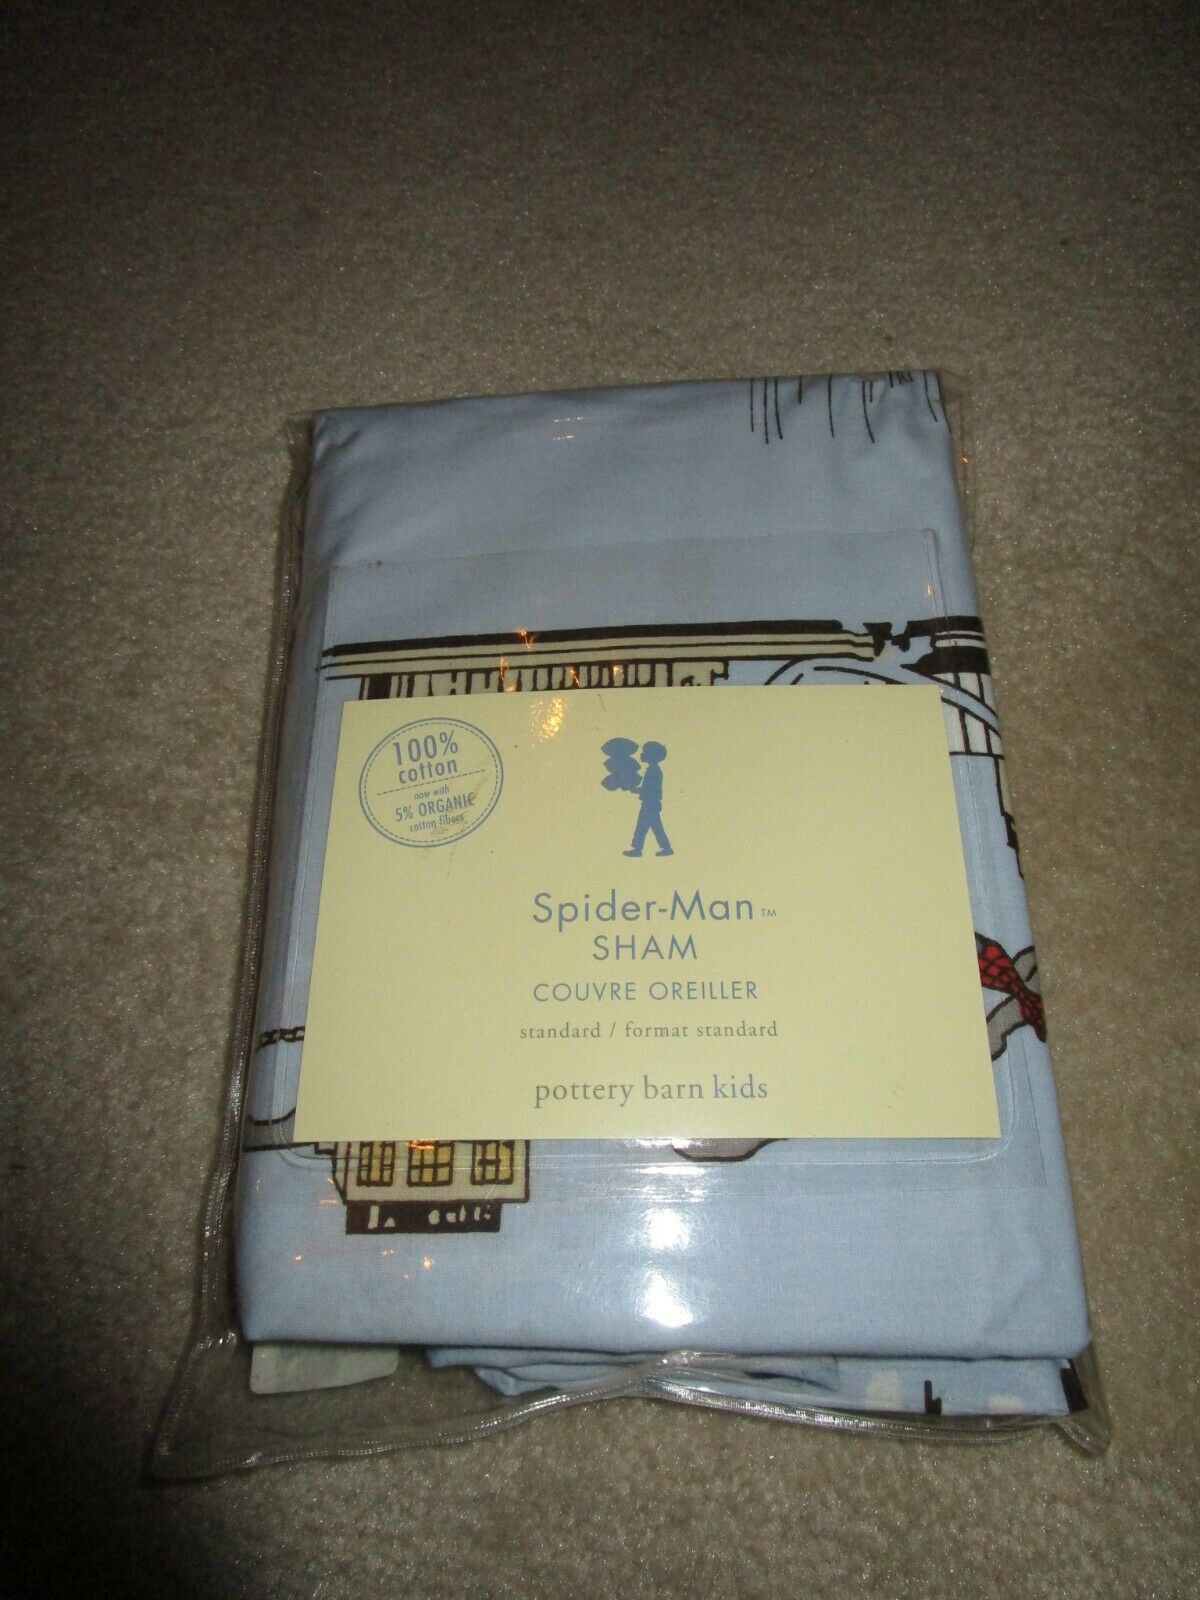 100%
cotton
now with
5% ORGANIC
cotton fibers
Spider-Man™
SHAM
COUVRE OREILLER
standard / format standard
pottery barn kids